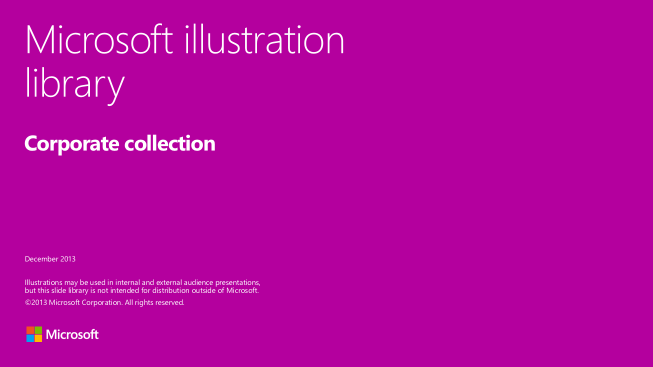 Microsoft illustration
library
Corporate collection
December 2013
Illustrations may be used in internal and external audience presentations,
but this slide library is not intended for distribution outside of Microsoft.
©2013 Microsoft Corporation. All rights reserved.
Microsoft